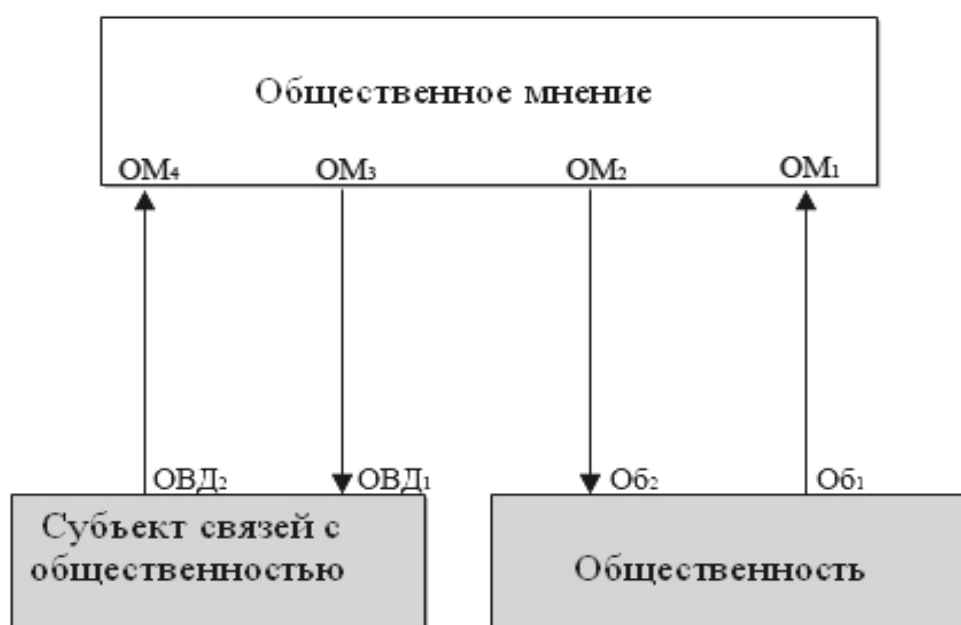 Общественное мнение
ОМ₄ ОМ₃ ОМ₂ ОМ₁
ОВД₂ ОВД₁ Об₂ Об₁
Субъект связей с
общественностью
Общественность